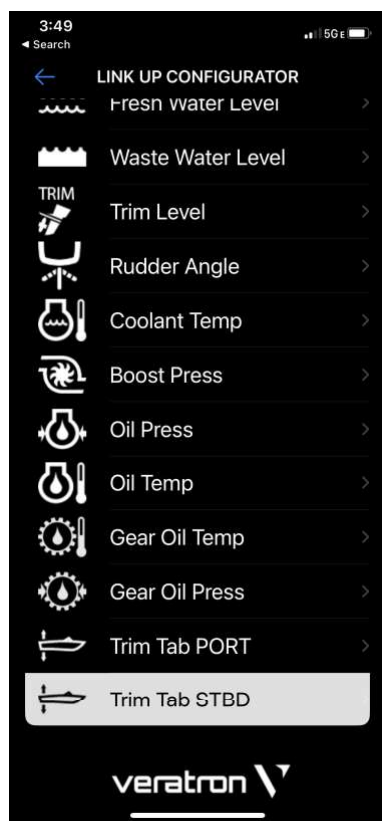 3:49
5G E
◀ Search
LINK UP CONFIGURATOR
Fresh Water Level
Waste Water Level
TRIM
Trim Level
Rudder Angle
Coolant Temp
Boost Press
Oil Press
Oil Temp
Gear Oil Temp
Gear Oil Press
Trim Tab PORT
Trim Tab STBD
veratron